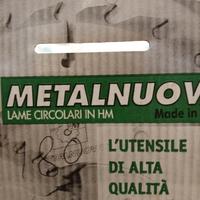 METALNUOV
LAME CIRCOLARI IN HM
Made in
L'UTENSILE
DI ALTA
QUALITÀ